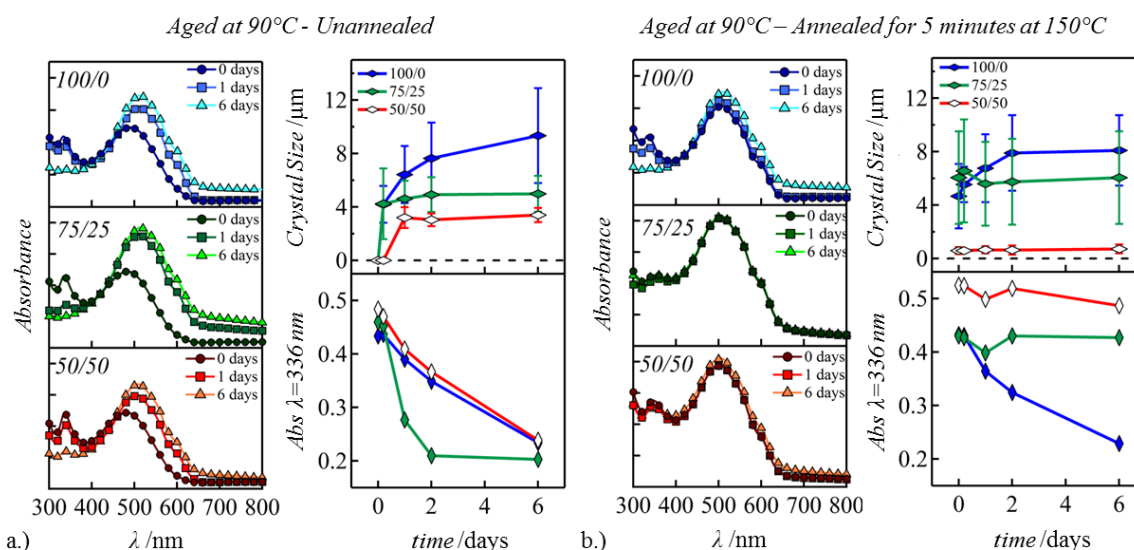 Aged at 90°C - Unannealed
Aged at 90°C – Annealed for 5 minutes at 150°C
100/0
0 days
1 days
6 days
75/25
0 days
1 days
6 days
50/50
0 days
1 days
6 days
Absorbance
300 400 500 600 700 800
λ /nm
100/0
75/25
50/50
Crystal Size /µm
12
8
4
0
Abs λ=336 nm
0.5
0.4
0.3
0.2
0 2 4 6
time /days
a.)
100/0
0 days
1 days
6 days
75/25
0 days
1 days
6 days
50/50
0 days
1 days
6 days
Absorbance
300 400 500 600 700 800
λ /nm
100/0
75/25
50/50
Crystal Size /µm
12
8
4
0
Abs λ=336 nm
0.5
0.4
0.3
0.2
0 2 4 6
time /days
b.)